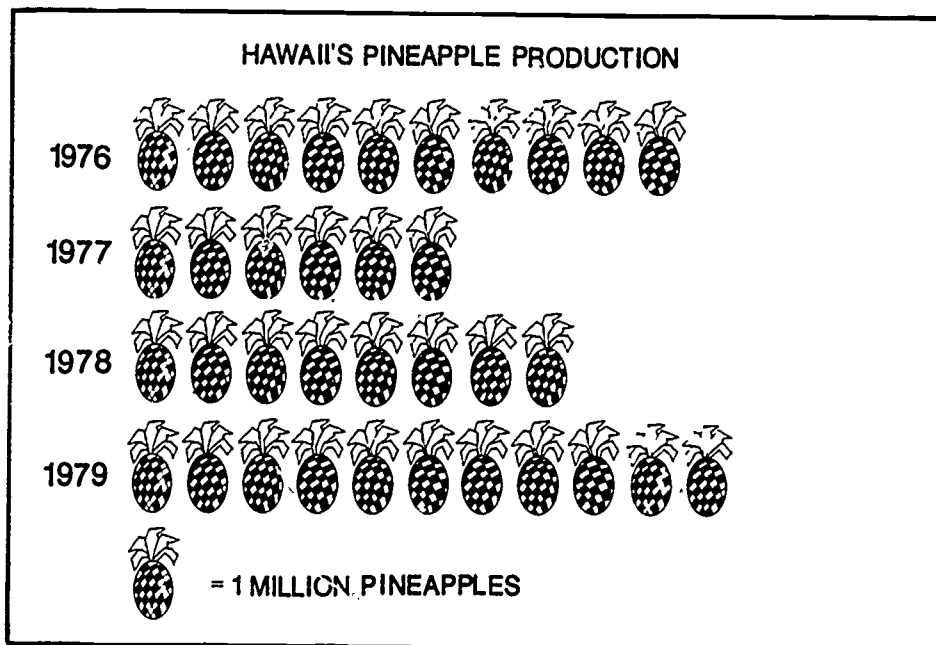 HAWAII'S PINEAPPLE PRODUCTION
1976
1977
1978
1979
= 1 MILLION PINEAPPLES